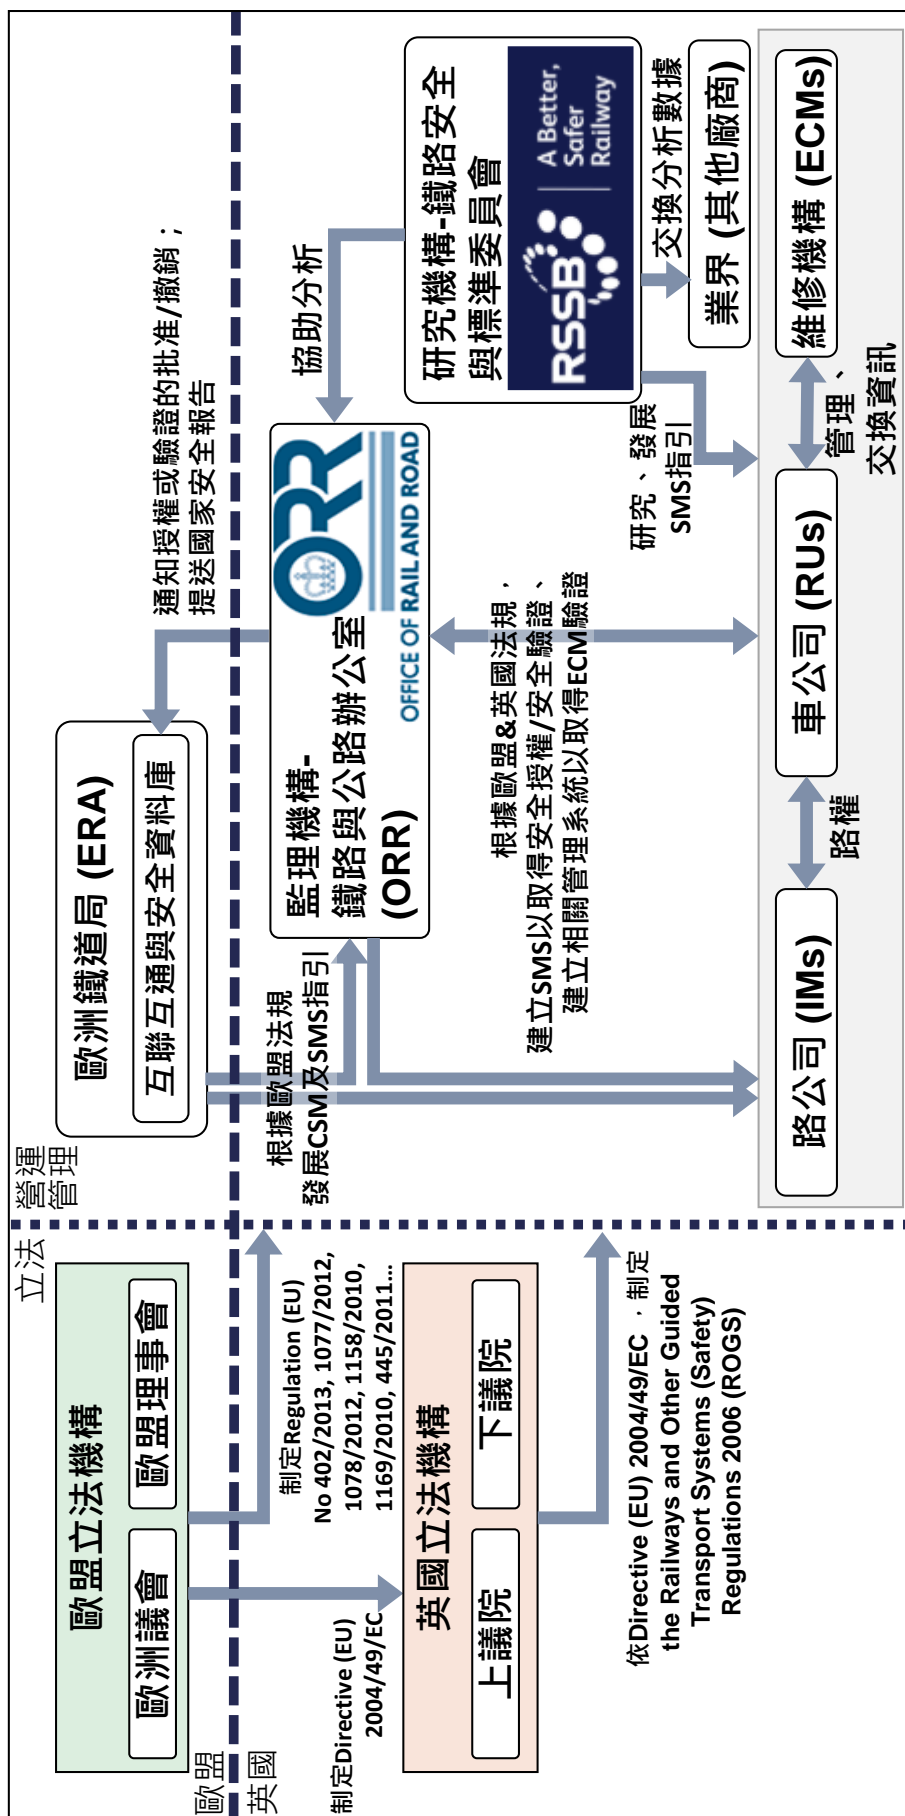 立法
營運
管理
歐盟
英國
歐盟立法機構
歐洲議會
歐盟理事會
制定Directive (EU)
2004/49/EC
制定Regulation (EU)
No 402/2013, 1077/2012,
1078/2012, 1158/2010,
1169/2010, 445/2011...
英國立法機構
上議院
下議院
依Directive (EU) 2004/49/EC，制定
the Railways and Other Guided
Transport Systems (Safety)
Regulations 2006 (ROGS)
歐洲鐵道局 (ERA)
互聯互通與安全資料庫
通知授權或驗證的批准/撤銷；
提送國家安全報告
根據歐盟法規
發展CSM及SMS指引
監理機構-
鐵路與公路辦公室
(ORR)
ORR
OFFICE OF RAIL AND ROAD
協助分析
研究機構-鐵路安全
與標準委員會
RSSB
A Better,
Safer
Railway
交換分析數據
業界 (其他廠商)
研究、發展
SMS指引
根據歐盟&英國法規，
建立SMS以取得安全授權/安全驗證、
建立相關管理系統以取得ECM驗證
路公司 (IMs)
路權
車公司 (RUs)
管理、
交換資訊
維修機構 (ECMs)